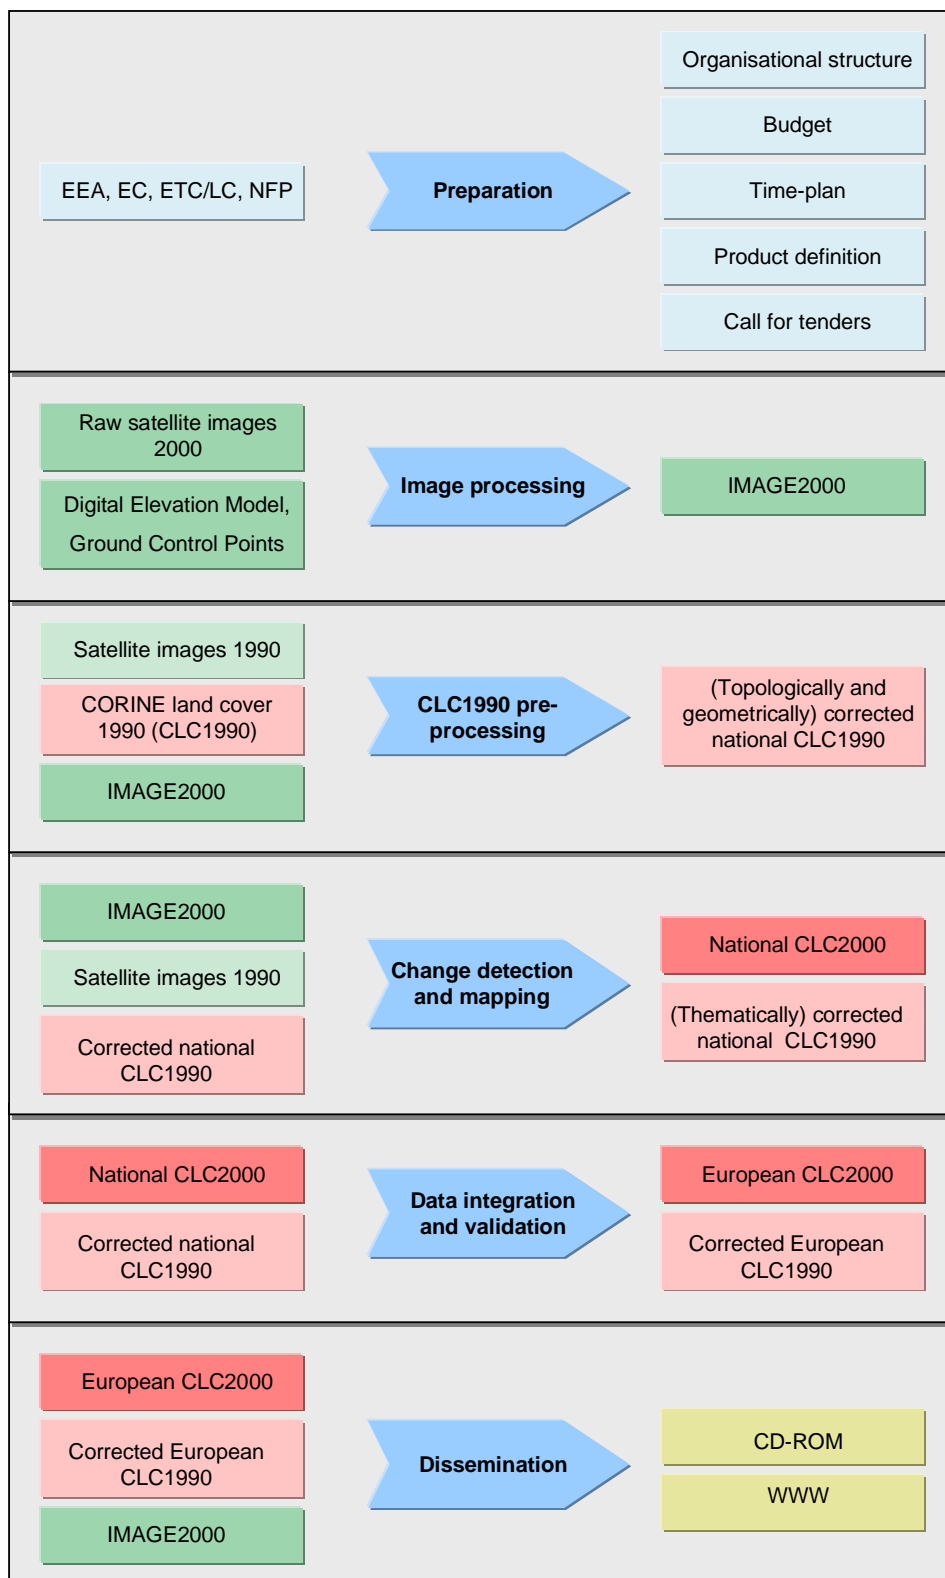 EEA, EC, ETC/LC, NFP
Preparation
Organisational structure
Budget
Time-plan
Product definition
Call for tenders
Raw satellite images
2000
Digital Elevation Model,
Ground Control Points
Image processing
IMAGE2000
Satellite images 1990
CORINE land cover
1990 (CLC1990)
IMAGE2000
CLC1990 pre-
processing
(Topologically and
geometrically) corrected
national CLC1990
IMAGE2000
Satellite images 1990
Corrected national
CLC1990
Change detection
and mapping
National CLC2000
(Thematically) corrected
national CLC1990
National CLC2000
Corrected national
CLC1990
Data integration
and validation
European CLC2000
Corrected European
CLC1990
European CLC2000
Corrected European
CLC1990
IMAGE2000
Dissemination
CD-ROM
WWW